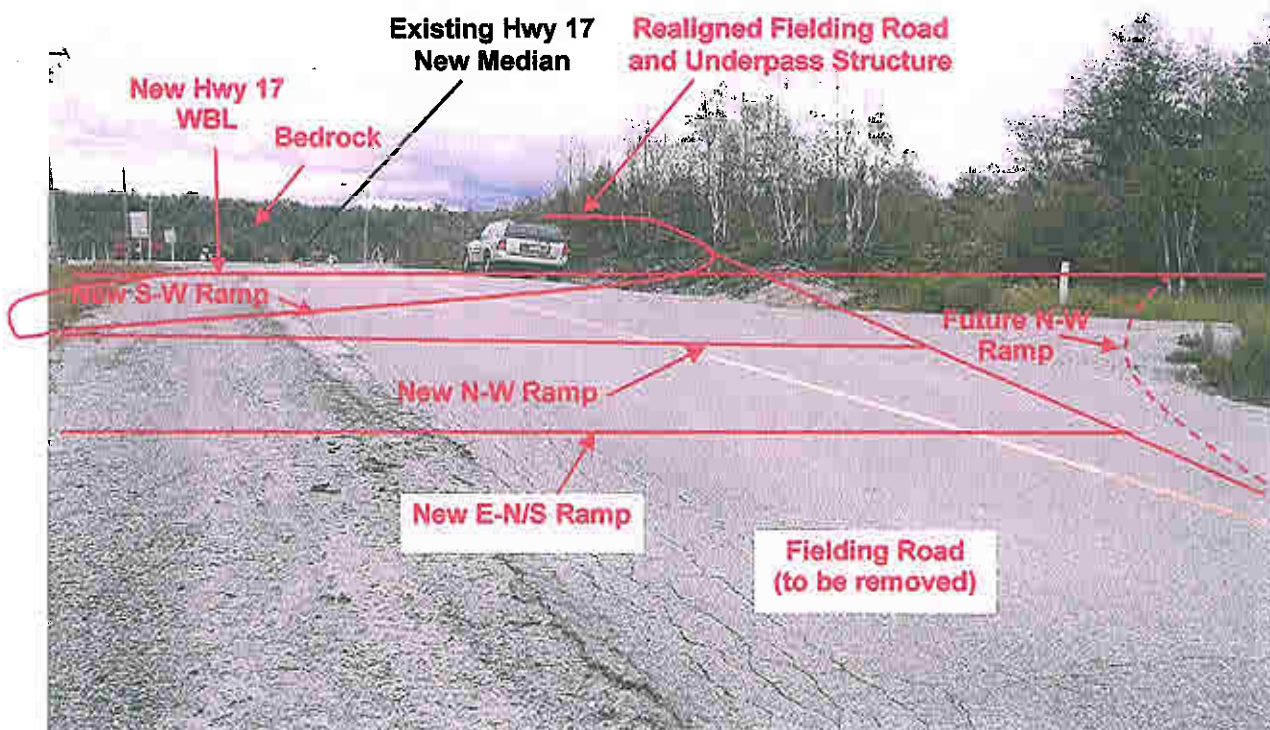 Existing Hwy 17
New Median
Realigned Fielding Road
and Underpass Structure
New Hwy 17
WBL
Bedrock
New S-W Ramp
Future N-W
Ramp
New N-W Ramp
New E-N/S Ramp
Fielding Road
(to be removed)